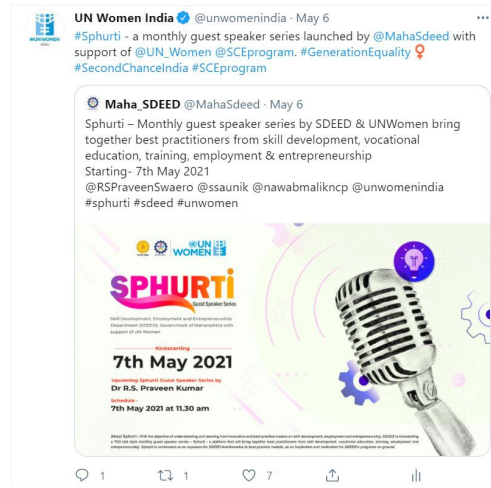 UN Women India @unwomenindia · May 6
#Sphurti - a monthly guest speaker series launched by @MahaSdeed with
support of @UN_Women @SCEprogram. #GenerationEquality
#SecondChanceIndia #SCEprogram
Maha_SDEED @MahaSdeed · May 6
Sphurti – Monthly guest speaker series by SDEED & UNWomen bring
together best practitioners from skill development, vocational
education, training, employment & entrepreneurship
Starting- 7th May 2021
@RSPraveenSwaero @ssaunik @nawabmalikncp @unwomenindia
#sphurti #sdeed #unwomen
UN
WOMEN
SPHURTi
Guest Speaker Series
Skill Development, Employment and Entrepreneurship
Department (SDEED), Government of Maharashtra with
support of UN Women
Kickstarting
7th May 2021
Upcoming Sphurti Guest Speaker Series by
Dr R.S. Praveen Kumar
Schedule -
7th May 2021 at 11.30 am
1 1 7